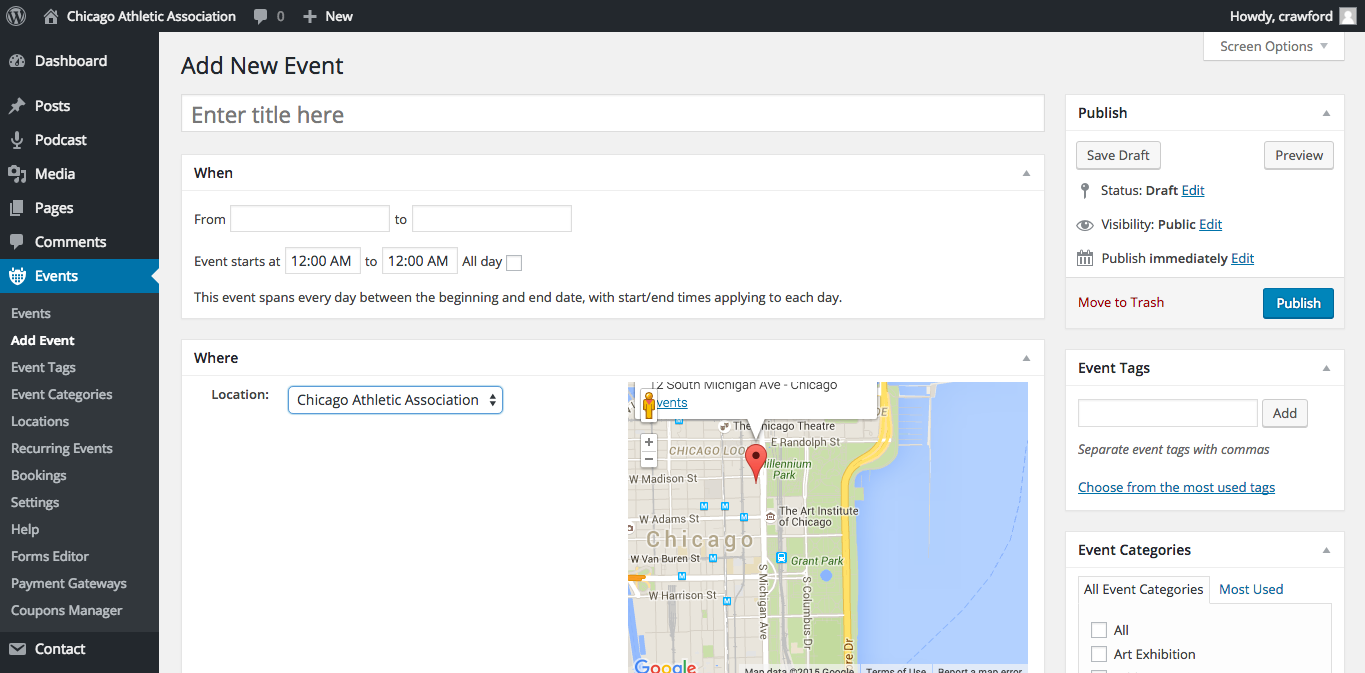 Chicago Athletic Association 0 New Howdy, crawford
Screen Options
Dashboard
Posts
Podcast
Media
Pages
Comments
Events
Events
Add Event
Event Tags
Event Categories
Locations
Recurring Events
Bookings
Settings
Help
Forms Editor
Payment Gateways
Coupons Manager
Contact
Add New Event
Enter title here
When
From to
Event starts at 12:00 AM to 12:00 AM All day
This event spans every day between the beginning and end date, with start/end times applying to each day.
Where
Location: Chicago Athletic Association
12 South Michigan Ave - Chicago
vents
The Chicago Theatre
E Randolph St
CHICAGO LOO
Millennium
Park
W Madison St
The Art Institute
of Chicago
W Adams St
Chicago
W Van Buren St
Grant Park
W Harrison St
S Michigan Ave
S Columbus Dr
re Dr
DE
Google
Map data ©2015 Google Terms of Use Report a map error
Publish
Save Draft Preview
Status: Draft Edit
Visibility: Public Edit
Publish immediately Edit
Move to Trash Publish
Event Tags
Add
Separate event tags with commas
Choose from the most used tags
Event Categories
All Event Categories Most Used
All
Art Exhibition